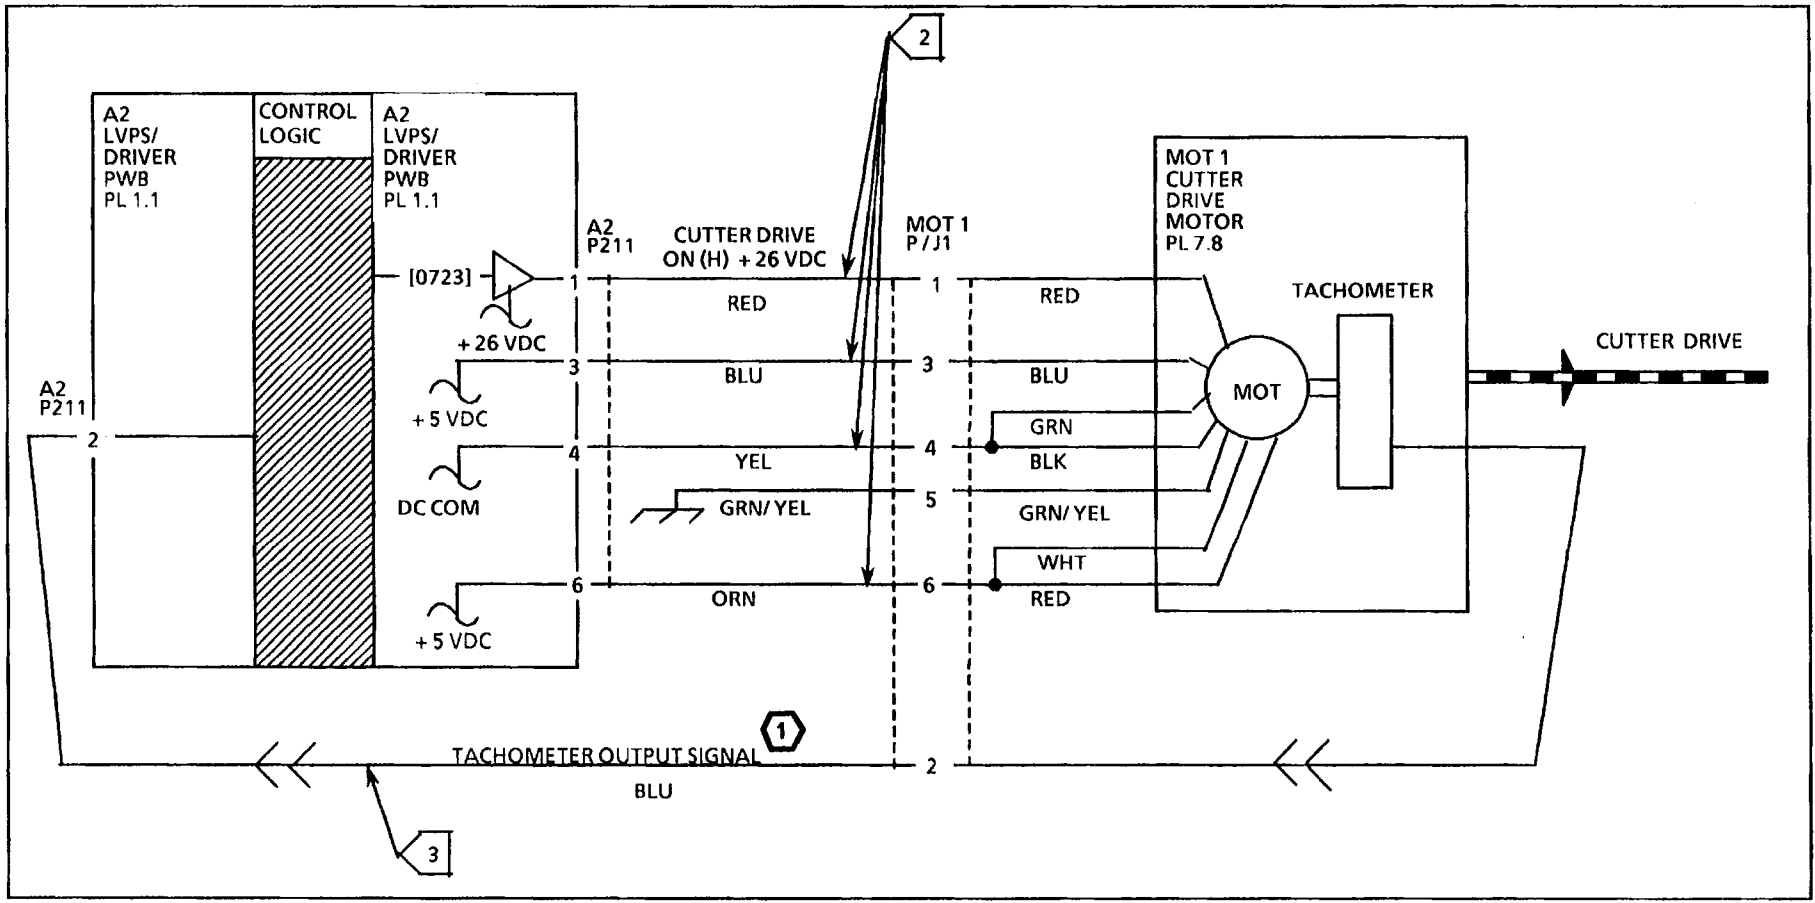 2
A2
LVPS/
DRIVER
PWB
PL 1.1
CONTROL
LOGIC
A2
LVPS/
DRIVER
PWB
PL 1.1
[0723]
+ 26 VDC
+ 5 VDC
DC COM
+ 5 VDC
A2
P211
2
A2
P211
1
3
4
6
CUTTER DRIVE
ON (H) + 26 VDC
RED
BLU
YEL
GRN/ YEL
ORN
MOT 1
P / J1
1
3
4
5
6
2
RED
BLU
GRN
BLK
GRN/ YEL
WHT
RED
MOT 1
CUTTER
DRIVE
MOTOR
PL 7.8
TACHOMETER
MOT
CUTTER DRIVE
TACHOMETER OUTPUT SIGNAL
1
BLU
3